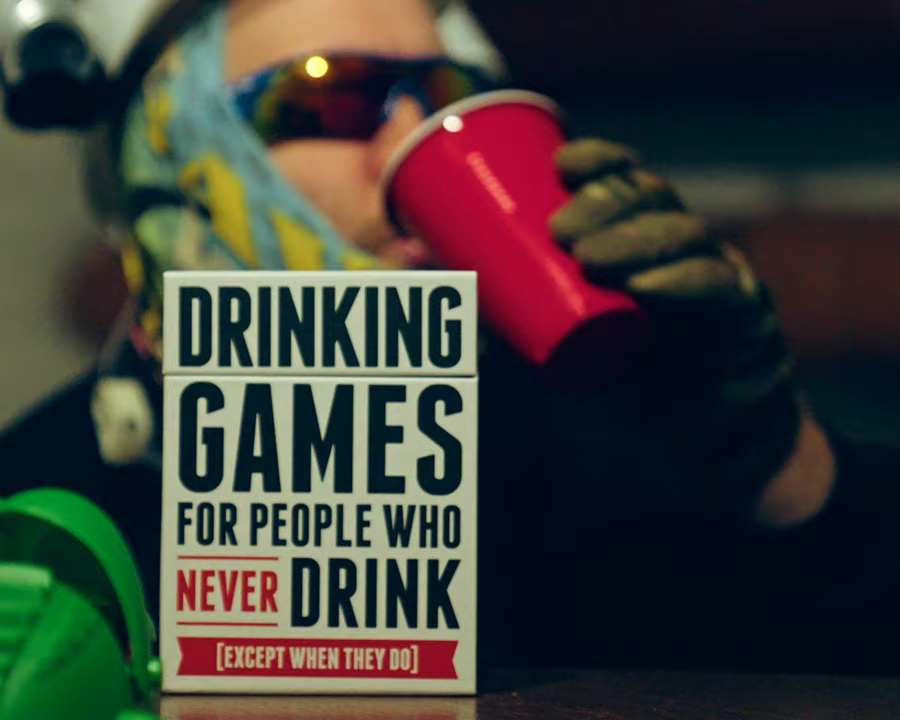 DRINKING
GAMES
FOR PEOPLE WHO
NEVER DRINK
[EXCEPT WHEN THEY DO]